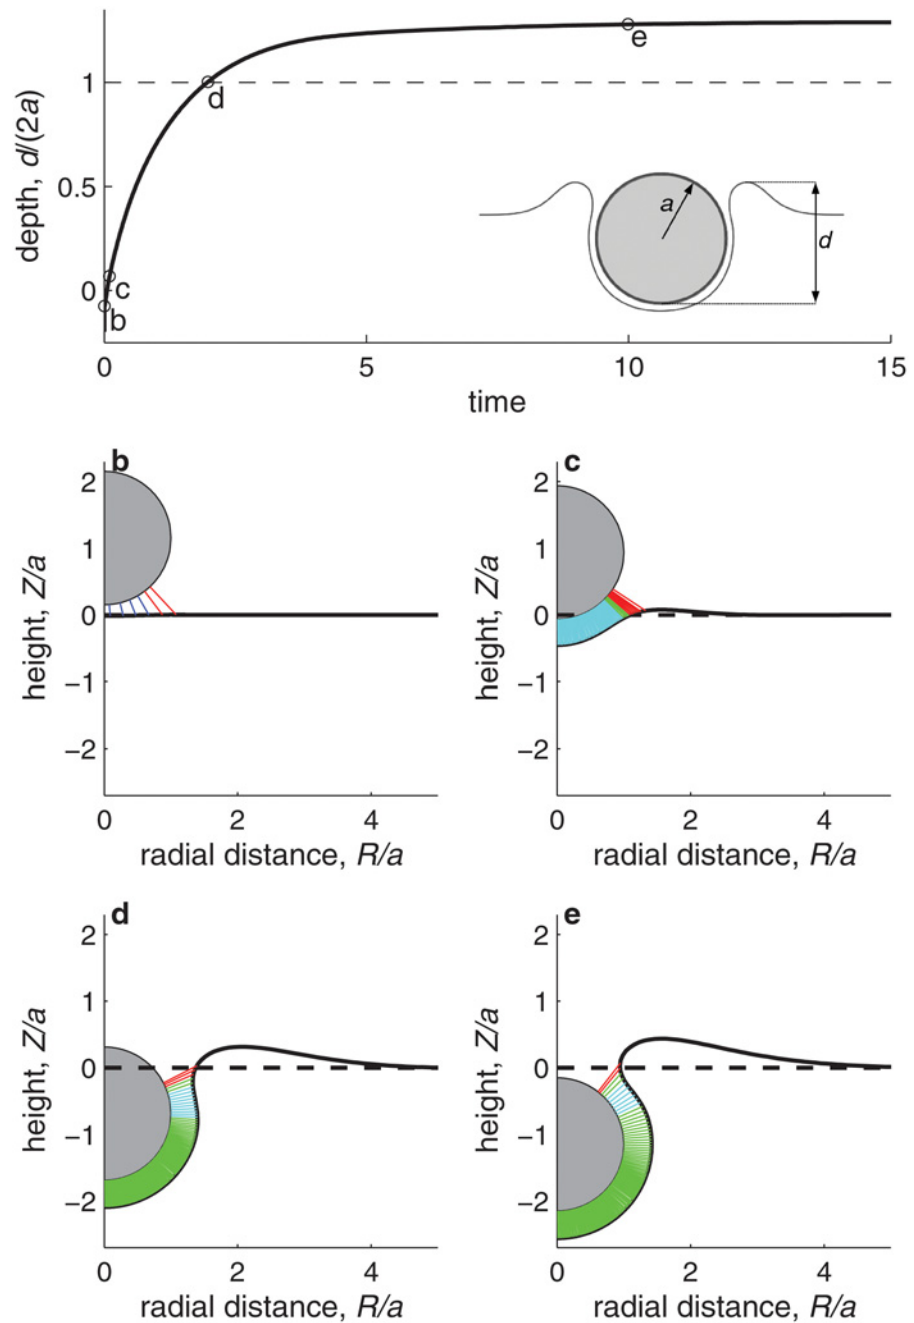 depth, d/(2a)
1
0.5
0
b
c
d
e
a
d
0 5 10 15
time
b
height, Z/a
2
1
0
−1
−2
0 2 4
radial distance, R/a
c
height, Z/a
2
1
0
−1
−2
0 2 4
radial distance, R/a
d
height, Z/a
2
1
0
−1
−2
0 2 4
radial distance, R/a
e
height, Z/a
2
1
0
−1
−2
0 2 4
radial distance, R/a